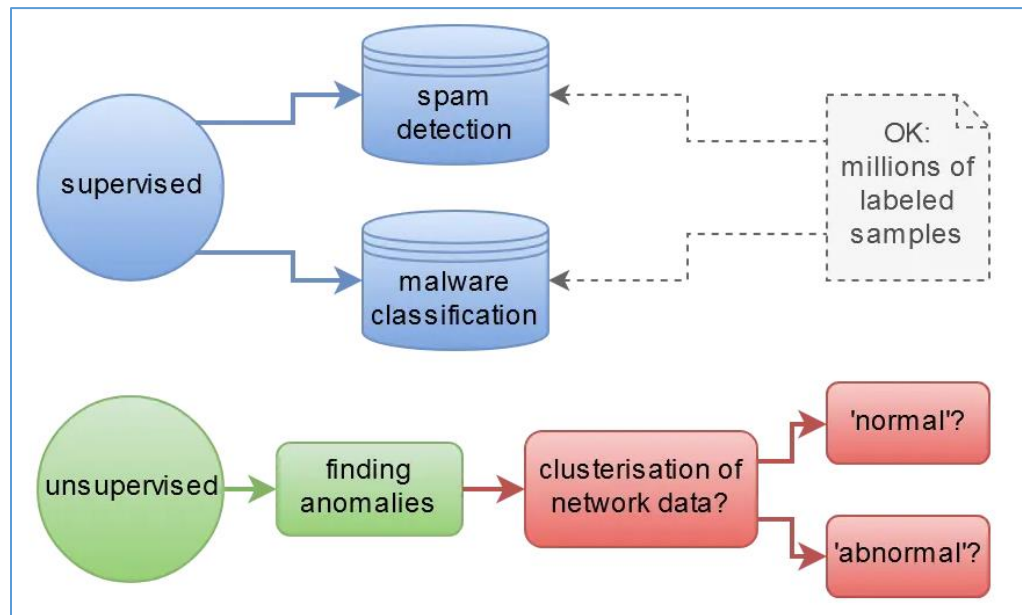 supervised
spam
detection
malware
classification
OK:
millions of
labeled
samples
unsupervised
finding
anomalies
clusterisation of
network data?
'normal'?
'abnormal'?